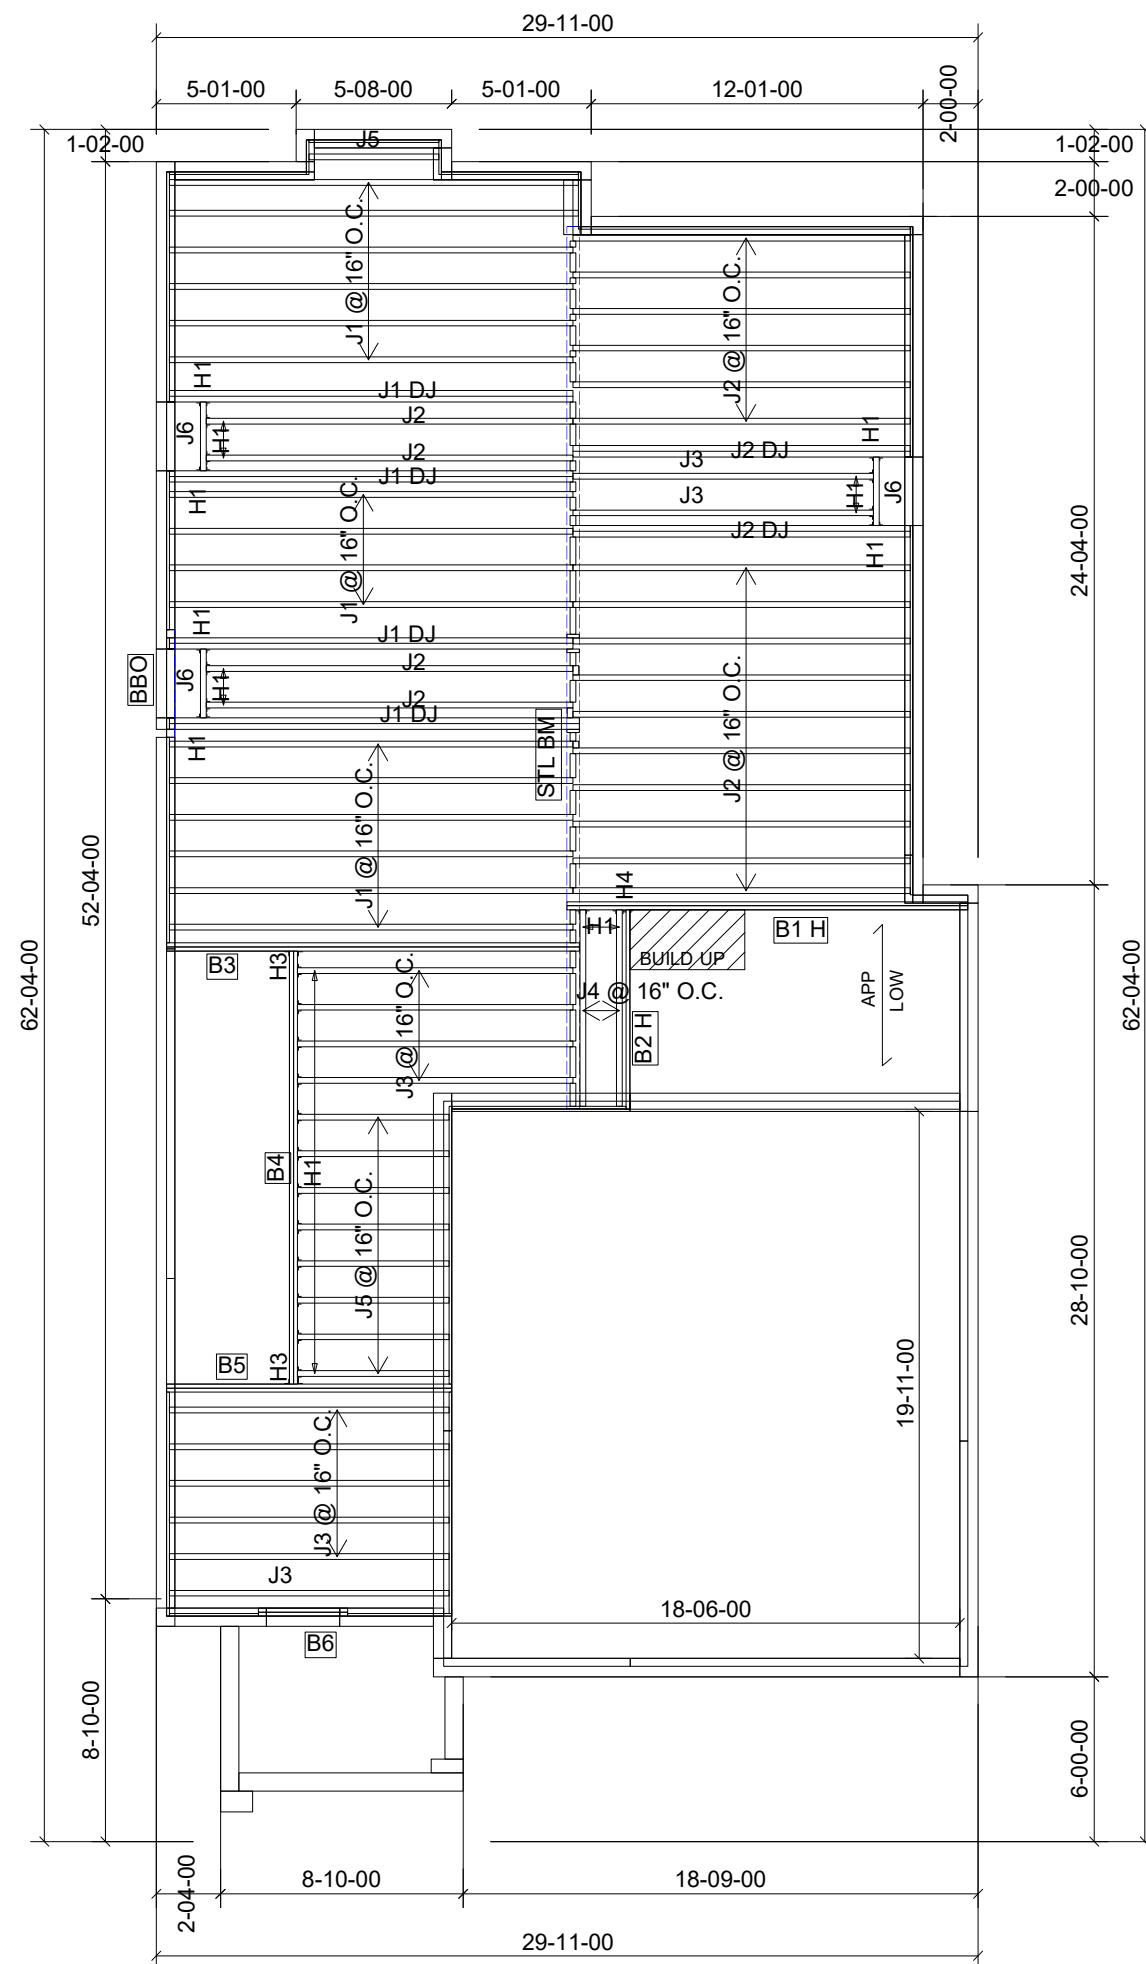 29-11-00
5-01-00
5-08-00
5-01-00
12-01-00
2-00-00
1-02-00
J5
1-02-00
2-00-00
J1 @ 16" O.C.
J2 @ 16" O.C.
H1
J1 DJ
J2
J6
H1
H1
J2
J2 DJ
J3
J1 DJ
H1
J3
H1
J6
J2 DJ
H1
J1 @ 16" O.C.
24-04-00
H1
J1 DJ
J2
BBO
J6
H1
J2
J1 DJ
H1
STL BM
J2 @ 16" O.C.
J1 @ 16" O.C.
52-04-00
H4
H1
B1 H
B3
H3
BUILD UP
APP
LOW
J4 @ 16" O.C.
B2 H
J3 @ 16" O.C.
62-04-00
62-04-00
B4
H1
J5 @ 16" O.C.
28-10-00
B5
H3
19-11-00
J3 @ 16" O.C.
J3
18-06-00
B6
8-10-00
6-00-00
2-04-00
8-10-00
18-09-00
29-11-00